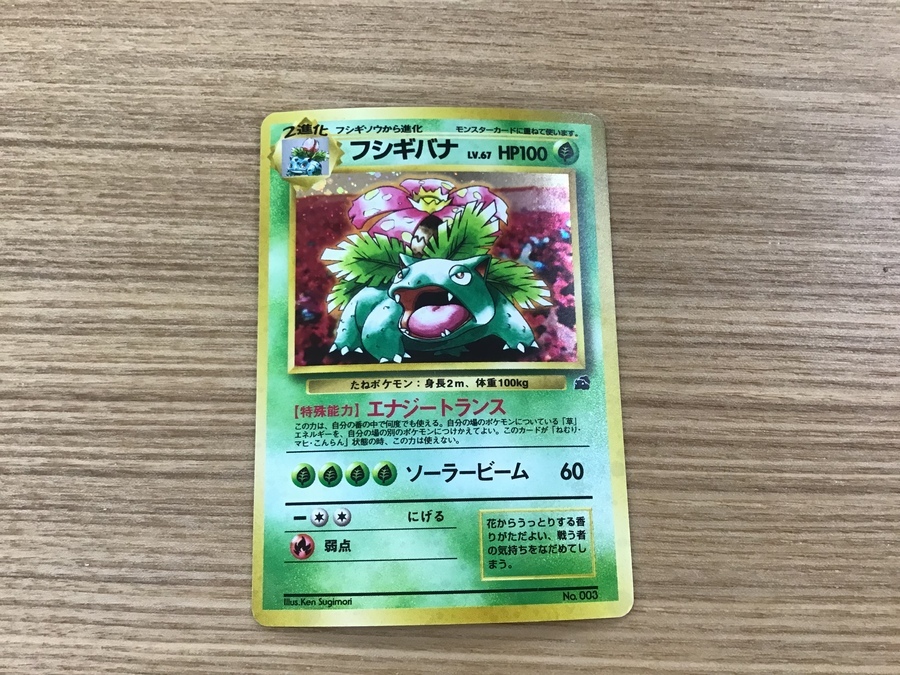 2進化 フシギソウから進化 モンスターカードに重ねて使います。
フシギバナ LV.67 HP100
たねポケモン：身長2m、体重100kg
【特殊能力】エナジートランス
この力は、自分の番の中で何度でも使える。自分の場のポケモンについている「草」
エネルギーを、自分の場の別のポケモンにつけかえてよい。このカードが「ねむり・
マヒ・こんらん」状態の時、この力は使えない。
ソーラービーム 60
ー にげる
弱点
花からうっとりする香
りがただよい、戦う者
の気持ちをなだめてし
まう。
Illus.Ken Sugimori No. 003